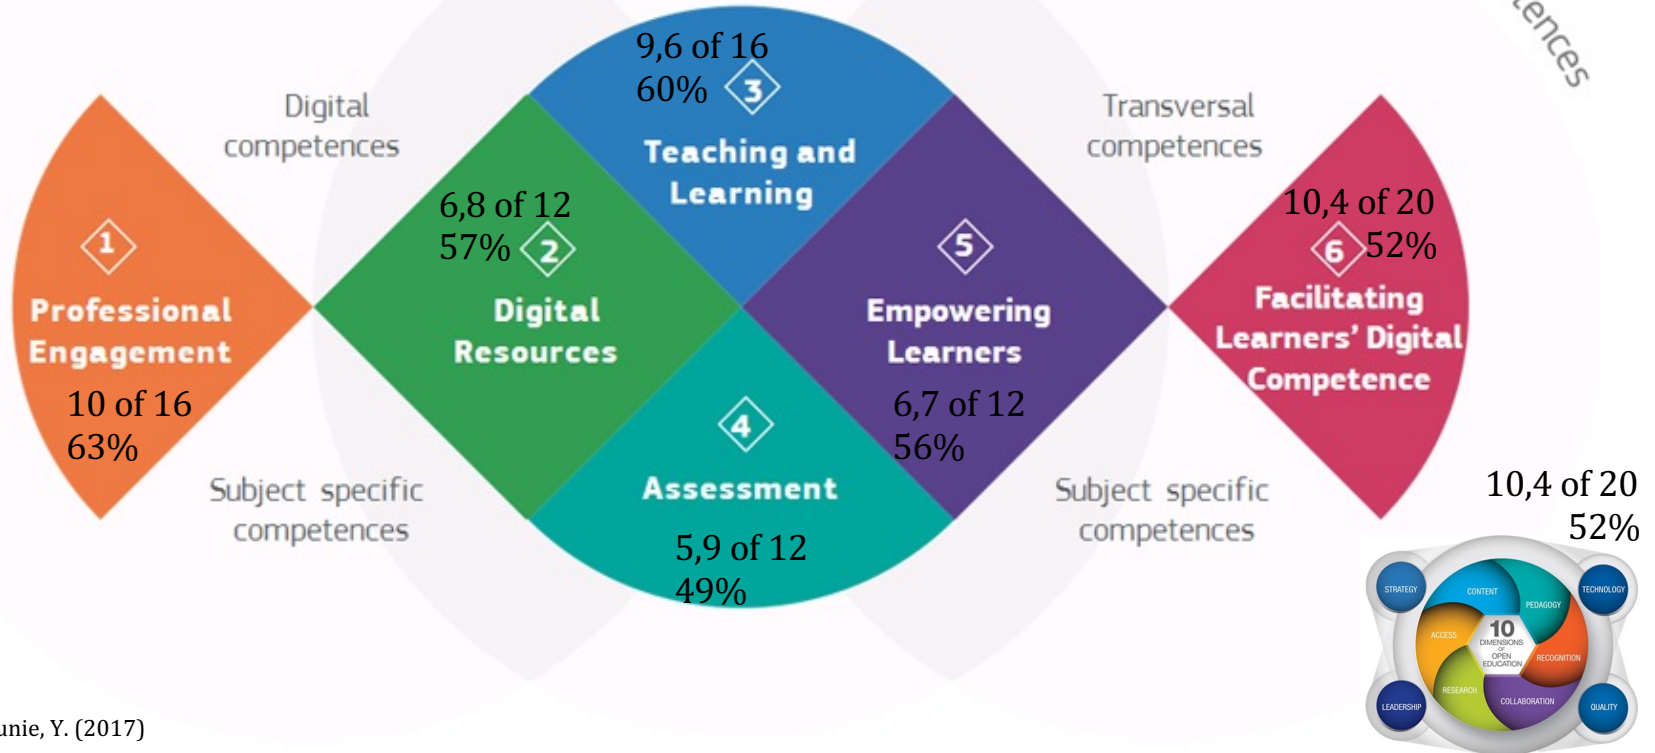 Digital
competences
1
Professional
Engagement
10 of 16
63%
Subject specific
competences
6,8 of 12
57%
2
Digital
Resources
9,6 of 16
60%
3
Teaching and
Learning
4
Assessment
5,9 of 12
49%
5
Empowering
Learners
6,7 of 12
56%
Transversal
competences
Subject specific
competences
10,4 of 20
6
52%
Facilitating
Learners’ Digital
Competence
10,4 of 20
52%
STRATEGY
TECHNOLOGY
CONTENT
PEDAGOGY
ACCESS
10
DIMENSIONS
OF
OPEN
EDUCATION
RECOGNITION
RESEARCH
COLLABORATION
LEADERSHIP
QUALITY
Y. (2017)